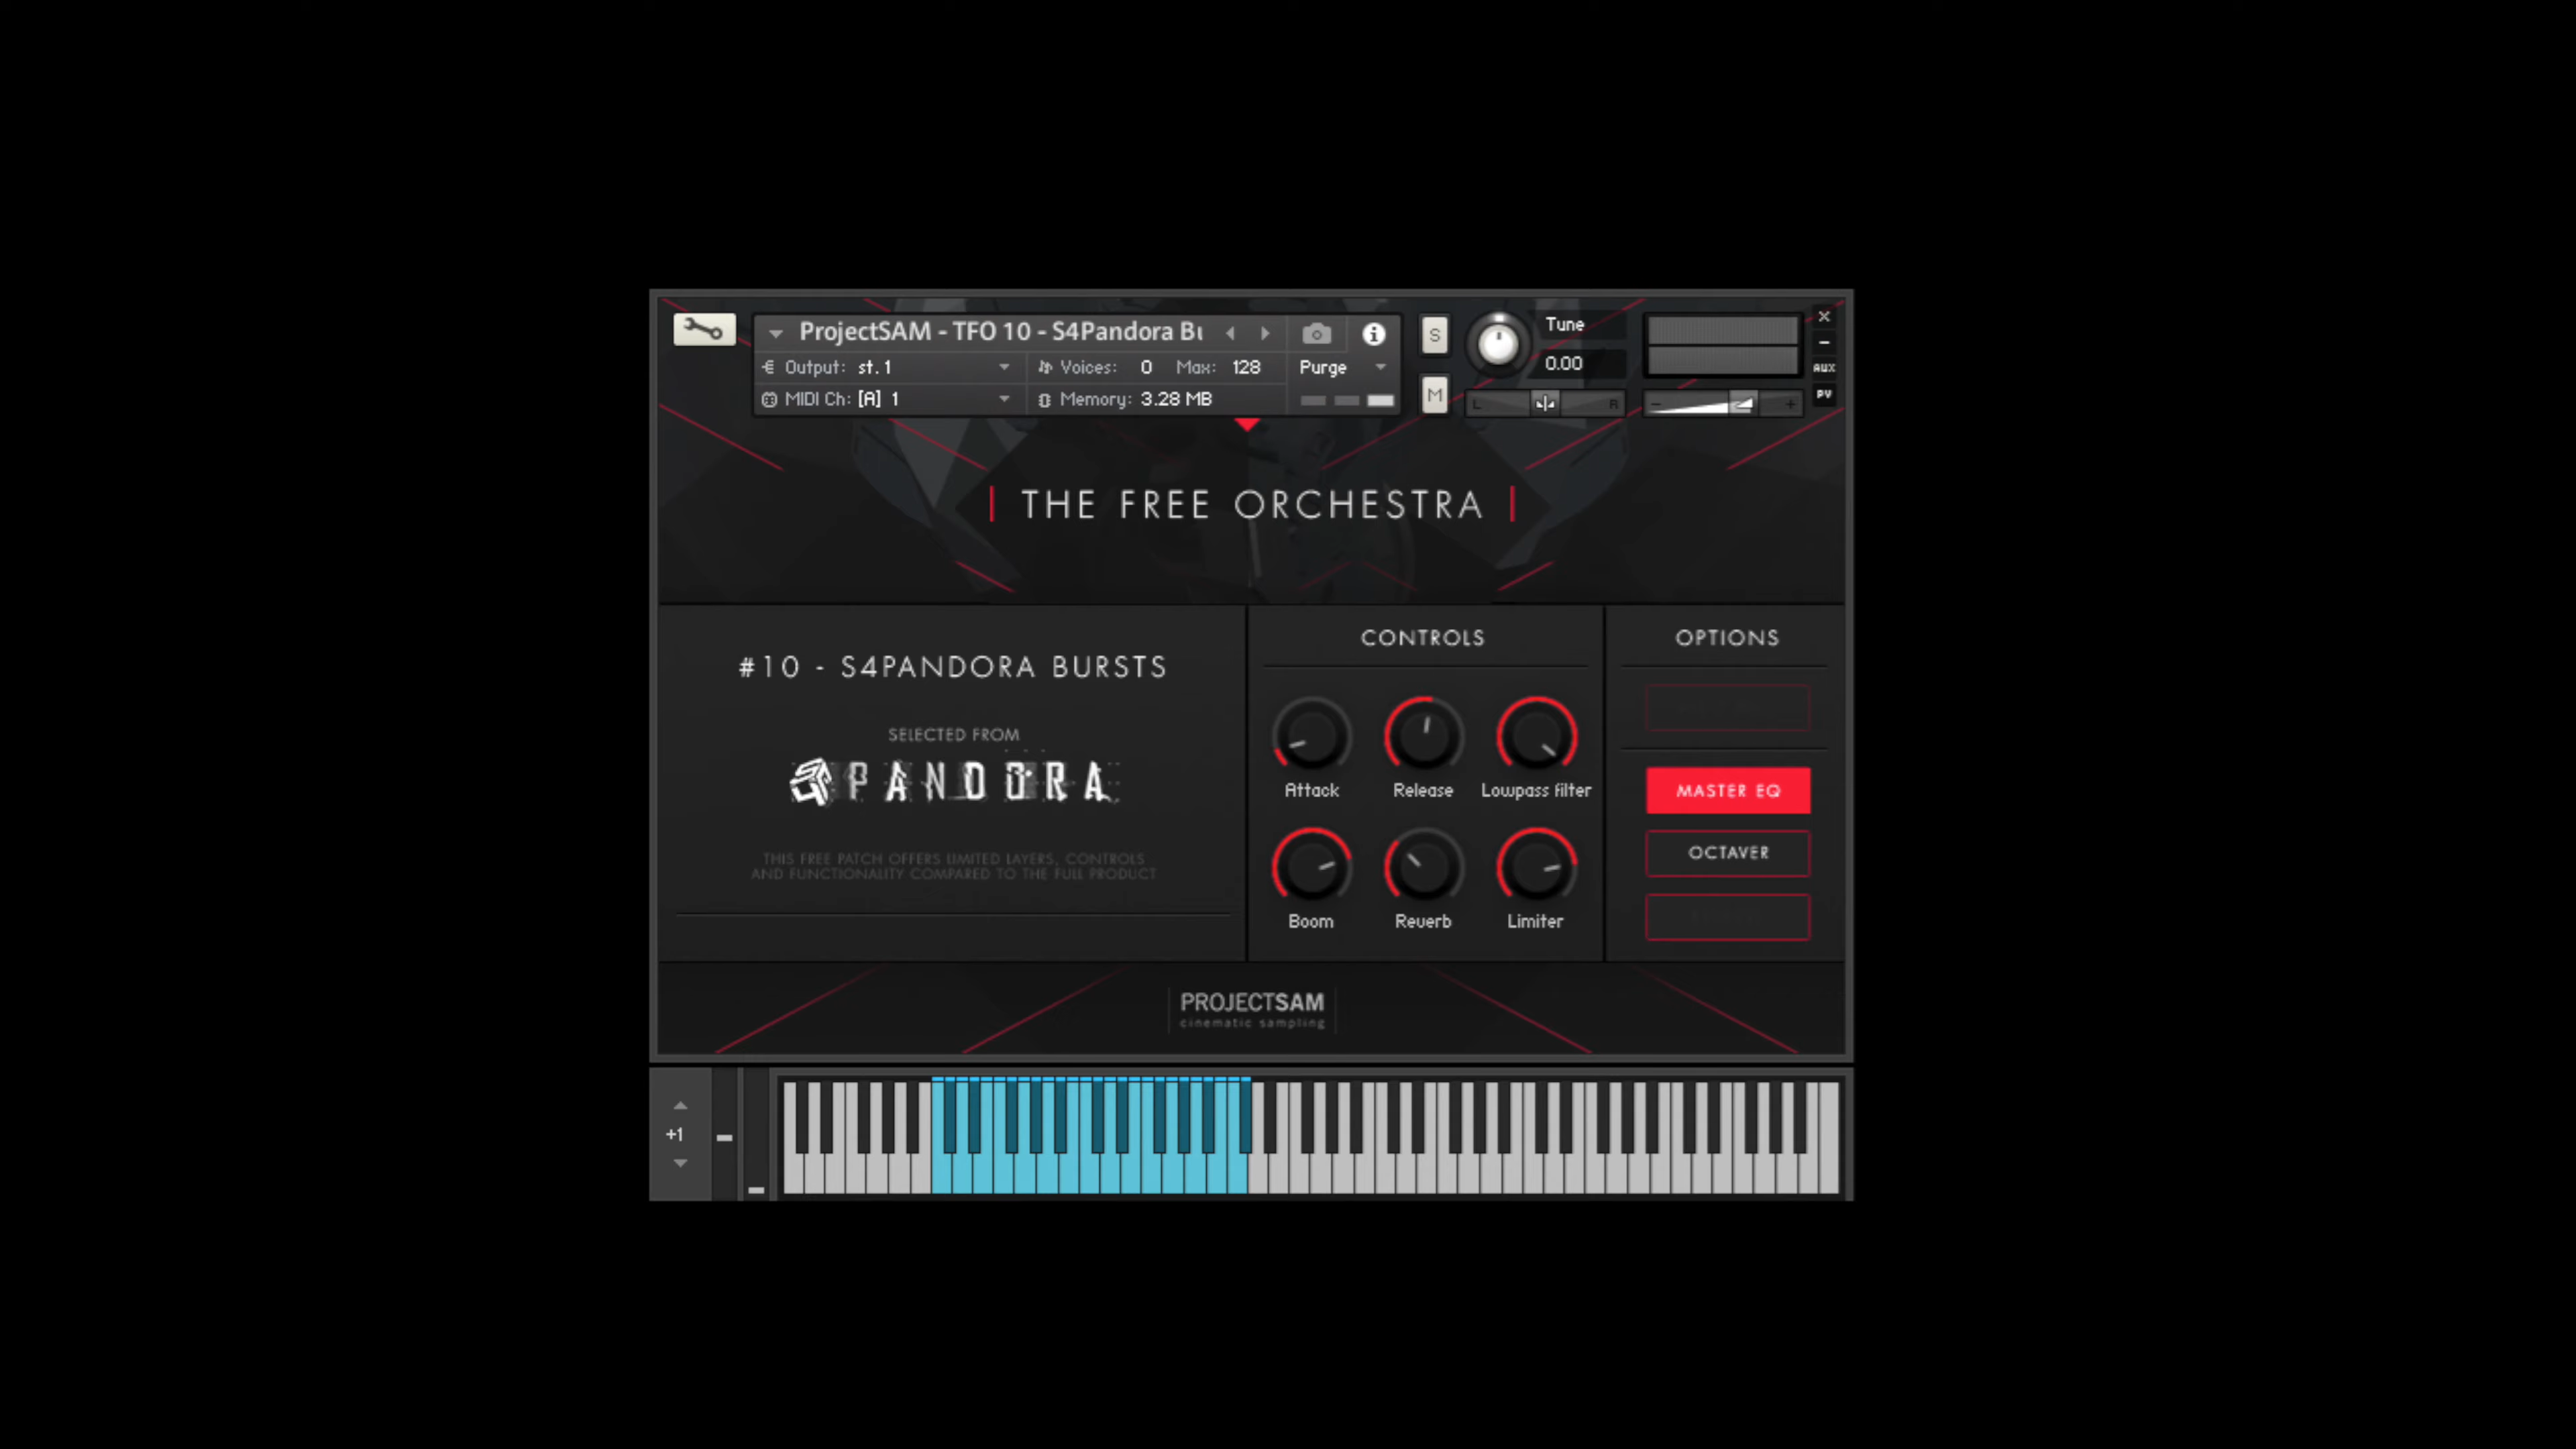 ProjectSAM - TFO 10 - S4Pandora Bu
Output: st. 1
Voices: 0 Max: 128
Purge
MIDI Ch: [A] 1
Memory: 3.28 MB
S
M
Tune
0.00
L
R
- +
×
-
AUX
PV
THE FREE ORCHESTRA
#10 - S4PANDORA BURSTS
SELECTED FROM
PANDORA
THIS FREE PATCH OFFERS LIMITED LAYERS, CONTROLS
AND FUNCTIONALITY COMPARED TO THE FULL PRODUCT
CONTROLS
Attack
Release
Lowpass filter
Boom
Reverb
Limiter
OPTIONS
MASTER EQ
OCTAVER
PROJECTSAM
cinematic sampling
+1